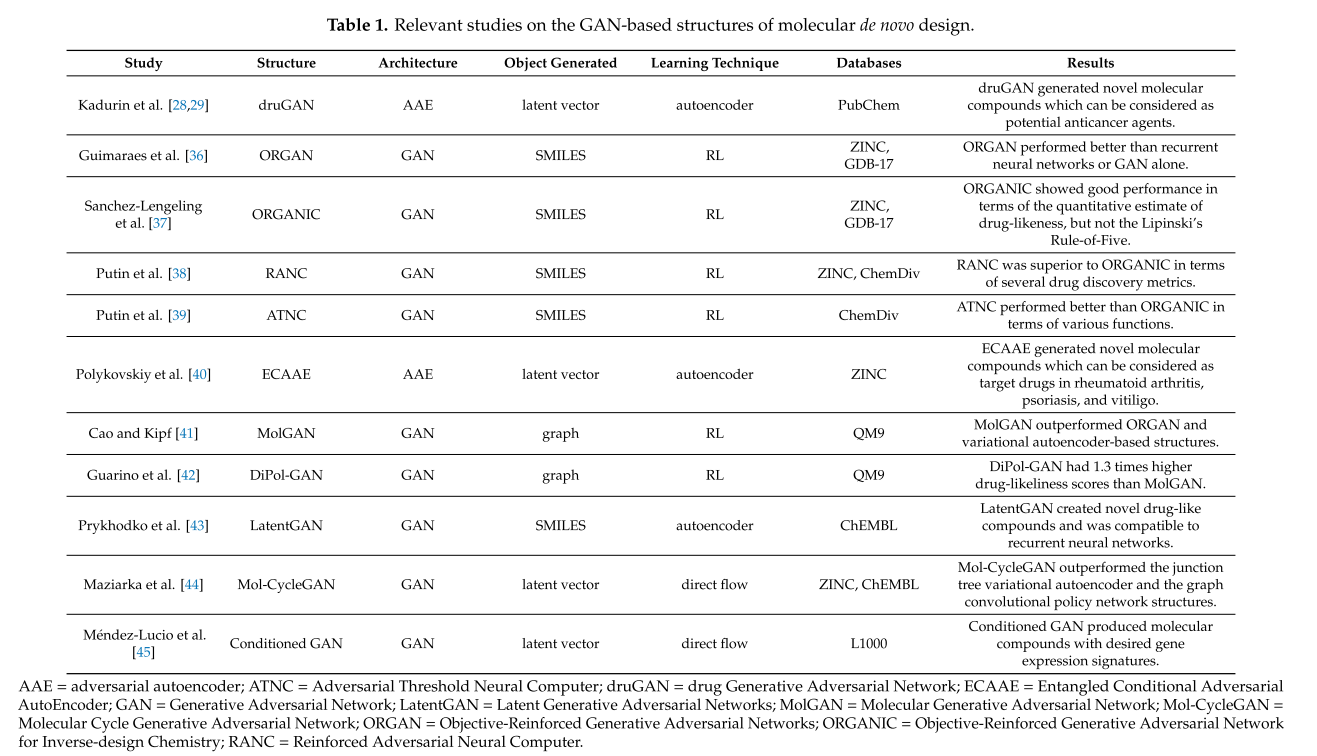 Table 1. Relevant studies on the GAN-based structures of molecular de novo design.
Study Structure Architecture Object Generated Learning Technique Databases Results
Kadurin et al. [28,29] druGAN AAE latent vector autoencoder PubChem druGAN generated novel molecular
compounds which can be considered as
potential anticancer agents.
Guimaraes et al. [36] ORGAN GAN SMILES RL ZINC,
GDB-17 ORGAN performed better than recurrent
neural networks or GAN alone.
Sanchez-Lengeling
et al. [37] ORGANIC GAN SMILES RL ZINC,
GDB-17 ORGANIC showed good performance in
terms of the quantitative estimate of
drug-likeness, but not the Lipinski's
Rule-of-Five.
Putin et al. [38] RANC GAN SMILES RL ZINC, ChemDiv RANC was superior to ORGANIC in terms
of several drug discovery metrics.
Putin et al. [39] ATNC GAN SMILES RL ChemDiv ATNC performed better than ORGANIC in
terms of various functions.
Polykovskiy et al. [40] ECAAE AAE latent vector autoencoder ZINC ECAAE generated novel molecular
compounds which can be considered as
target drugs in rheumatoid arthritis,
psoriasis, and vitiligo.
Cao and Kipf [41] MolGAN GAN graph RL QM9 MolGAN outperformed ORGAN and
variational autoencoder-based structures.
Guarino et al. [42] DiPol-GAN GAN graph RL QM9 DiPol-GAN had 1.3 times higher
drug-likeliness scores than MolGAN.
Prykhodko et al. [43] LatentGAN GAN SMILES autoencoder ChEMBL LatentGAN created novel drug-like
compounds and was compatible to
recurrent neural networks.
Maziarka et al. [44] Mol-CycleGAN GAN latent vector direct flow ZINC, ChEMBL Mol-CycleGAN outperformed the junction
tree variational autoencoder and the graph
convolutional policy network structures.
Méndez-Lucio et al.
[45] Conditioned GAN GAN latent vector direct flow L1000 Conditioned GAN produced molecular
compounds with desired gene
expression signatures.
AAE = adversarial autoencoder; ATNC = Adversarial Threshold Neural Computer; druGAN = drug Generative Adversarial Network; ECAAE = Entangled Conditional Adversarial
AutoEncoder; GAN = Generative Adversarial Network; LatentGAN = Latent Generative Adversarial Networks; MolGAN = Molecular Generative Adversarial Network; Mol-CycleGAN =
Molecular Cycle Generative Adversarial Network; ORGAN = Objective-Reinforced Generative Adversarial Networks; ORGANIC = Objective-Reinforced Generative Adversarial Network
for Inverse-design Chemistry; RANC = Reinforced Adversarial Neural Computer.